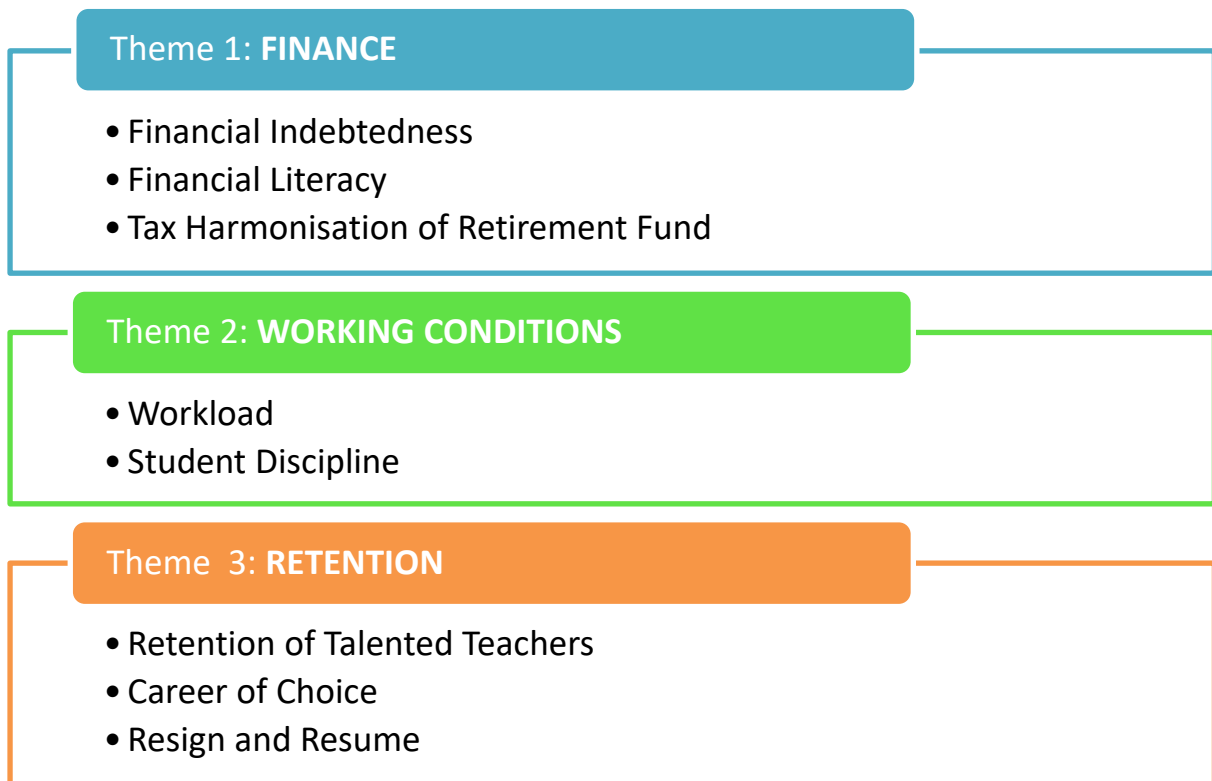 Theme 1: FINANCE
• Financial Indebtedness
• Financial Literacy
• Tax Harmonisation of Retirement Fund
Theme 2: WORKING CONDITIONS
• Workload
• Student Discipline
Theme 3: RETENTION
• Retention of Talented Teachers
• Career of Choice
• Resign and Resume